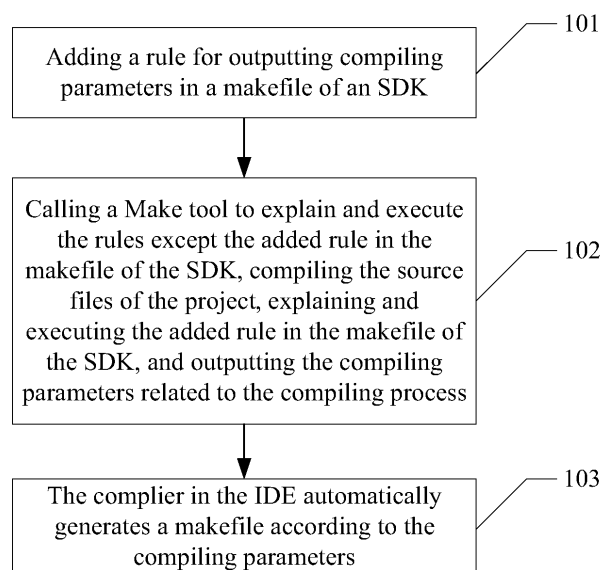 101
Adding a rule for outputting compiling
parameters in a makefile of an SDK
102
Calling a Make tool to explain and execute
the rules except the added rule in the
makefile of the SDK, compiling the source
files of the project, explaining and
executing the added rule in the makefile of
the SDK, and outputting the compiling
parameters related to the compiling process
103
The complier in the IDE automatically
generates a makefile according to the
compiling parameters